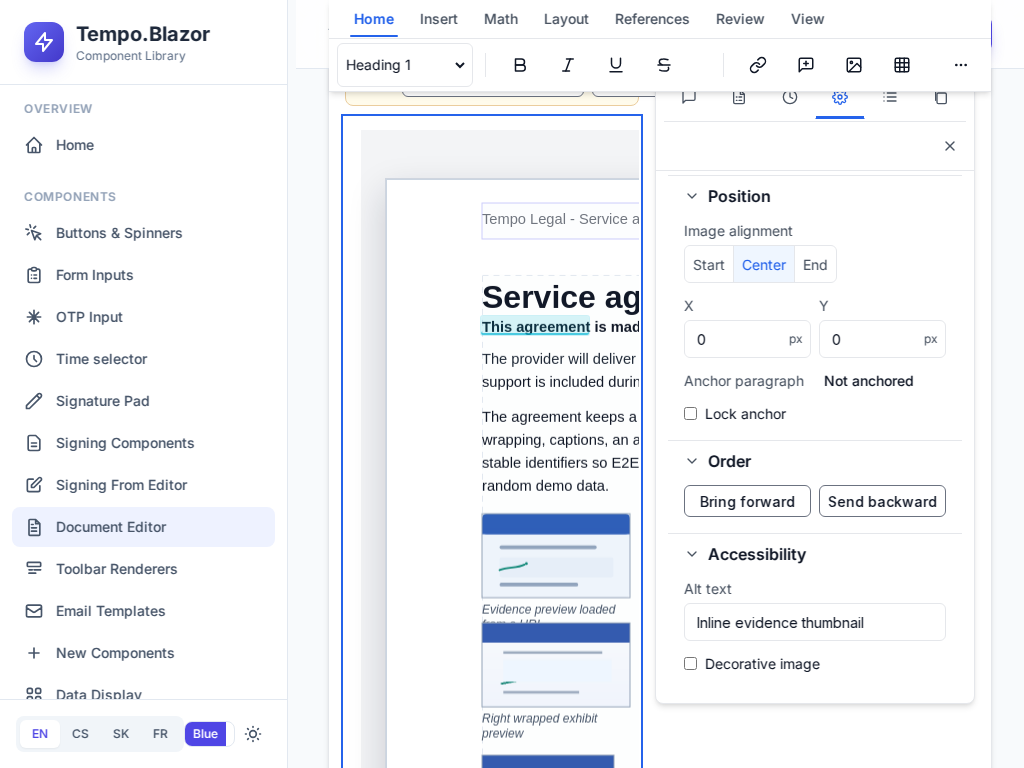 Tempo.Blazor
Component Library
OVERVIEW
Home
COMPONENTS
Buttons & Spinners
Form Inputs
OTP Input
Time selector
Signature Pad
Signing Components
Signing From Editor
Document Editor
Toolbar Renderers
Email Templates
New Components
Data Display
EN CS SK FR Blue
Home Insert Math Layout References Review View
Heading 1
Tempo Legal - Service a
Service ag
This agreement is mad
The provider will deliver
support is included durin
The agreement keeps a
wrapping, captions, an a
stable identifiers so E2E
random demo data.
Evidence preview loaded
from a URL
Right wrapped exhibit
preview
Position
Image alignment
Start Center End
X Y
0 px 0 px
Anchor paragraph Not anchored
Lock anchor
Order
Bring forward Send backward
Accessibility
Alt text
Inline evidence thumbnail
Decorative image